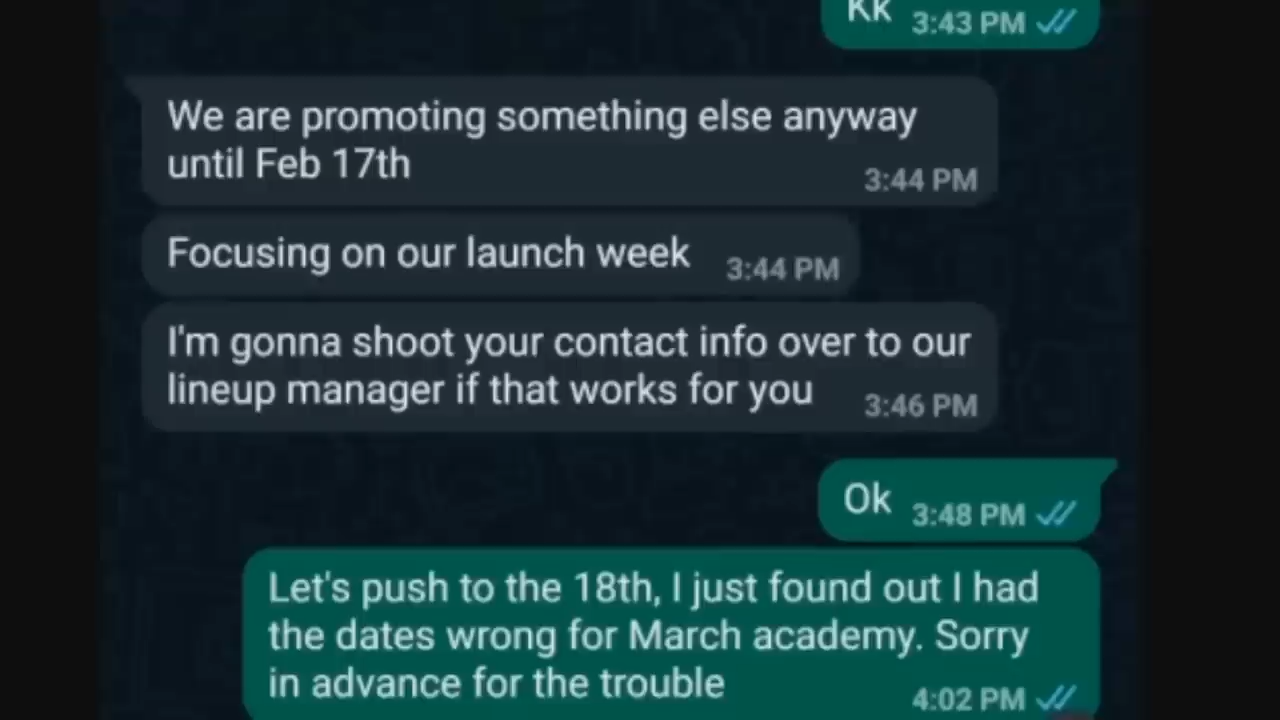 Kk 3:43 PM
We are promoting something else anyway
until Feb 17th
3:44 PM
Focusing on our launch week 3:44 PM
I'm gonna shoot your contact info over to our
lineup manager if that works for you
3:46 PM
Ok 3:48 PM
Let's push to the 18th, I just found out I had
the dates wrong for March academy. Sorry
in advance for the trouble
4:02 PM